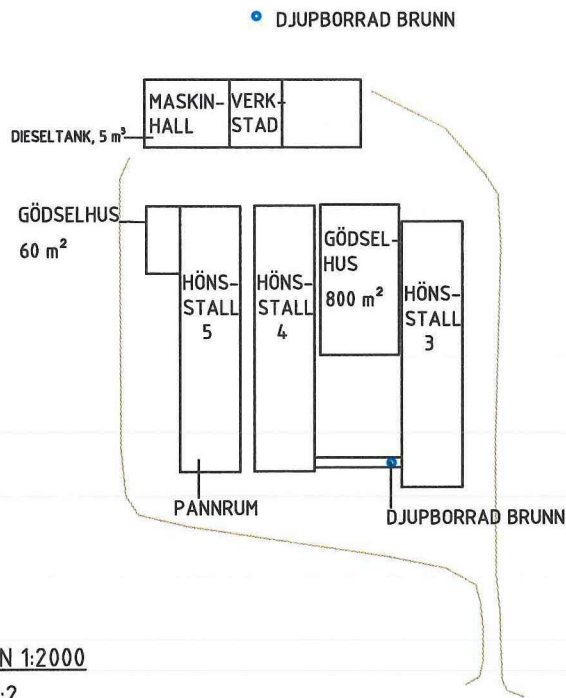 DJUPBORRAD BRUNN
MASKIN-
HALL
VERK-
STAD
DIESELTANK, 5 m³
GÖDSELHUS
60 m²
HÖNS-
STALL
5
HÖNS-
STALL
4
GÖDSEL-
HUS
800 m²
HÖNS-
STALL
3
PANNRUM
DJUPBORRAD BRUNN
N 1:2000
:2